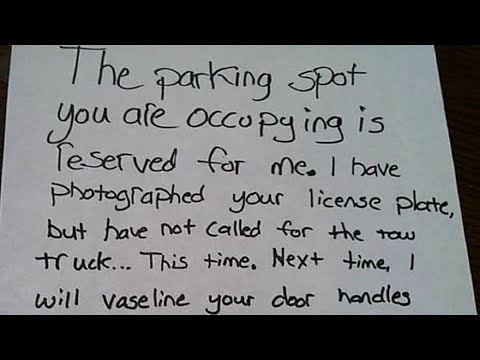 The parking spot
you are occupying is
reserved for me. I have
photographed your license plate,
but have not called for the tow
truck... This time. Next time, I
will vaseline your door handles